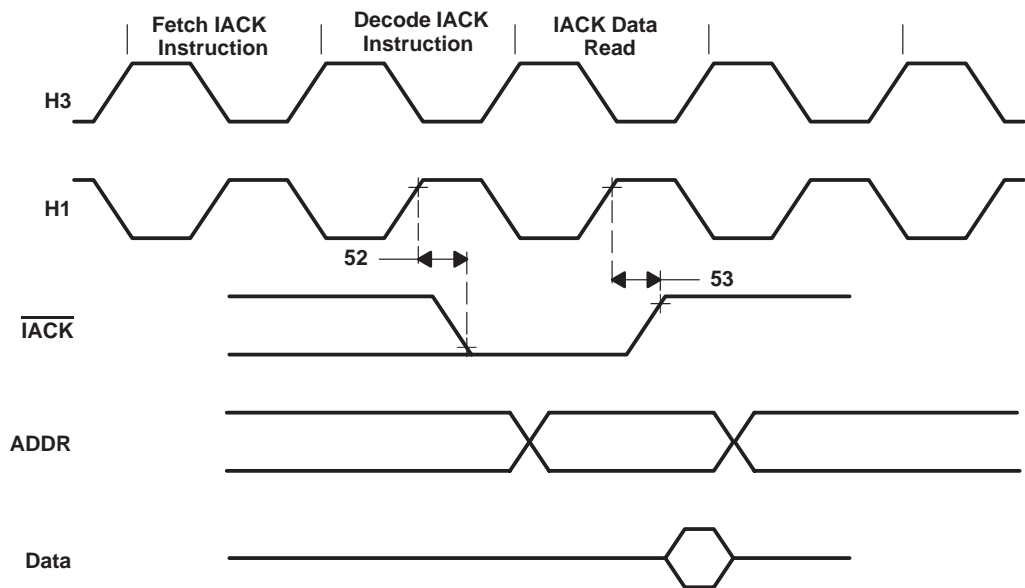 Fetch IACK
Instruction
Decode IACK
Instruction
IACK Data
Read
H3
H1
52
53
IACK
ADDR
Data